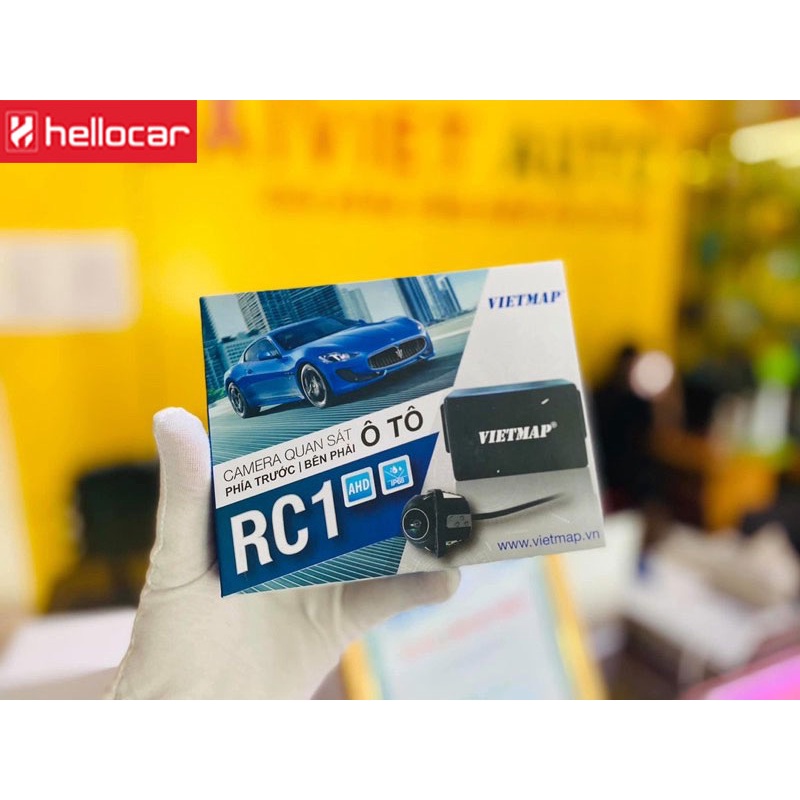 hellocar
VIETMAP
CAMERA QUAN SÁT
PHÍA TRƯỚC | BÊN PHẢI
Ô TÔ
RC1
AHD
IP68
VIETMAP®
www.vietmap.vn